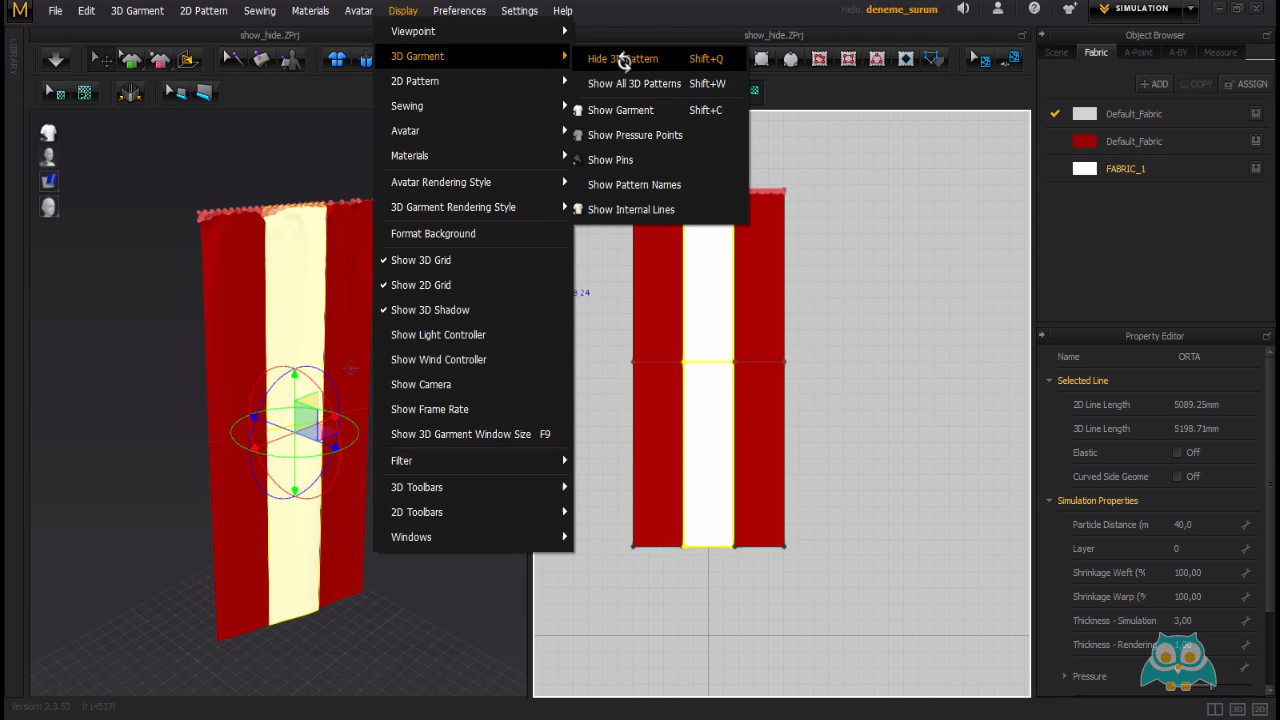 M File Edit 3D Garment 2D Pattern Sewing Materials Avatar Display Preferences Settings Help
Hello, deneme_surum
SIMULATION
LIBRARY
show_hide.ZPrj
show_hide.ZPrj
Object Browser
Scene Fabric A-Point A-BV Measure
ADD COPY ASSIGN
Default_Fabric
Default_Fabric
FABRIC_1
Viewpoint
3D Garment
2D Pattern
Sewing
Avatar
Materials
Avatar Rendering Style
3D Garment Rendering Style
Format Background
Show 3D Grid
Show 2D Grid
Show 3D Shadow
Show Light Controller
Show Wind Controller
Show Camera
Show Frame Rate
Show 3D Garment Window Size F9
Filter
3D Toolbars
2D Toolbars
Windows
Hide 3D Pattern Shift+Q
Show All 3D Patterns Shift+W
Show Garment Shift+C
Show Pressure Points
Show Pins
Show Pattern Names
Show Internal Lines
Property Editor
Name ORTA
Selected Line
2D Line Length 5089.25mm
3D Line Length 5198.71mm
Elastic Off
Curved Side Geome Off
Simulation Properties
Particle Distance (m 40,0
Layer 0
Shrinkage Weft (% 100,00
Shrinkage Warp (% 100,00
Thickness - Simulation 3,00
Thickness - Rendering
Pressure
Version: 2.3.53 (r14537)
3D 2D